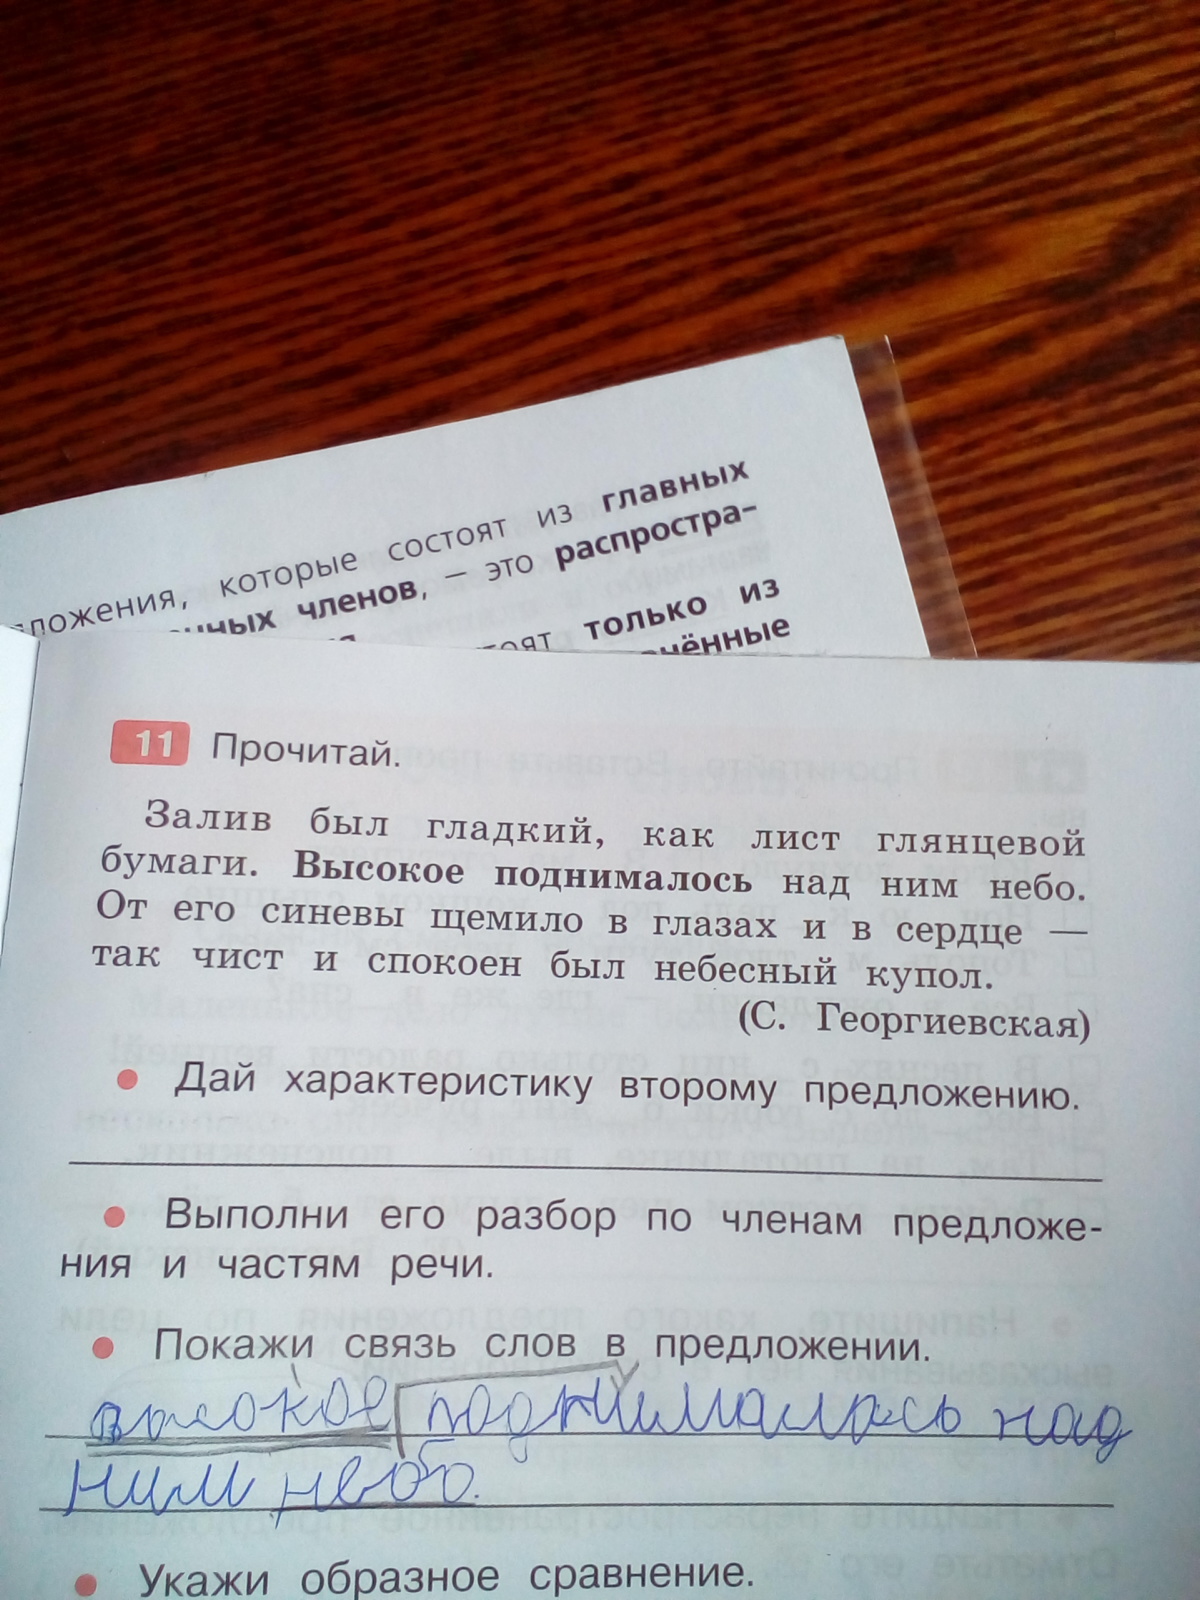 ложения, которые состоят из главных
нных членов, – это распростра-
оят только из
чённые
11 Прочитай.
Залив был гладкий, как лист глянцевой
бумаги. Высокое поднималось над ним небо.
От его синевы щемило в глазах и в сердце —
так чист и спокоен был небесный купол.
(С. Георгиевская)
• Дай характеристику второму предложению.
• Выполни его разбор по членам предложе-
ния и частям речи.
• Покажи связь слов в предложении.
высокое поднималось над
ним небо.
• Укажи образное сравнение.